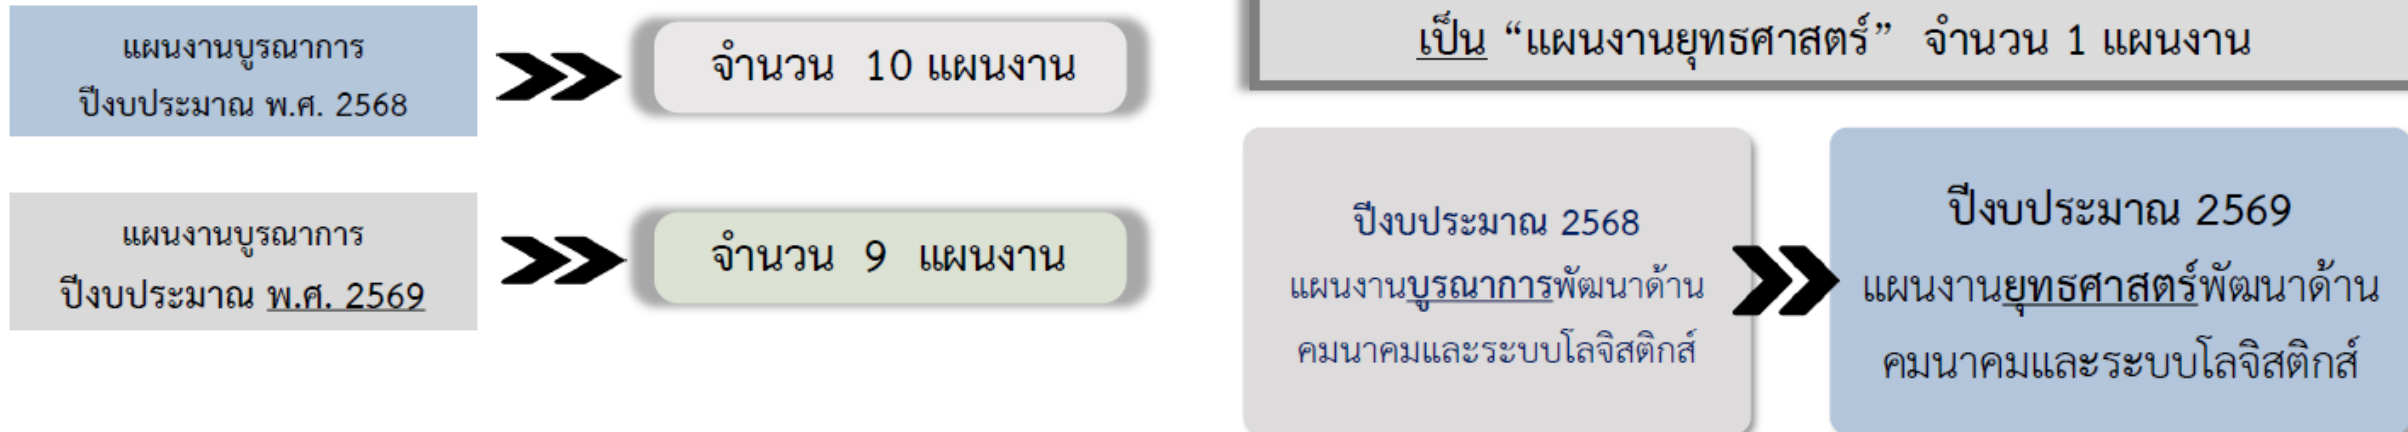 แผนงานบูรณาการ
ปีงบประมาณ พ.ศ. 2568
จำนวน 10 แผนงาน
แผนงานบูรณาการ
ปีงบประมาณ พ.ศ. 2569
จำนวน 9 แผนงาน
เป็น “แผนงานยุทธศาสตร์” จำนวน 1 แผนงาน
ปีงบประมาณ 2568
แผนงานบูรณาการพัฒนาด้าน
คมนาคมและระบบโลจิสติกส์
ปีงบประมาณ 2569
แผนงานยุทธศาสตร์พัฒนาด้าน
คมนาคมและระบบโลจิสติกส์